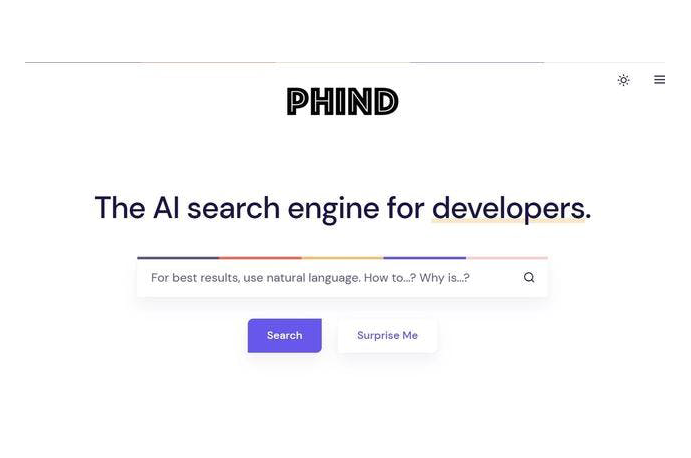 PHIND
The AI search engine for developers.
For best results, use natural language. How to...? Why is...?
Search
Surprise Me